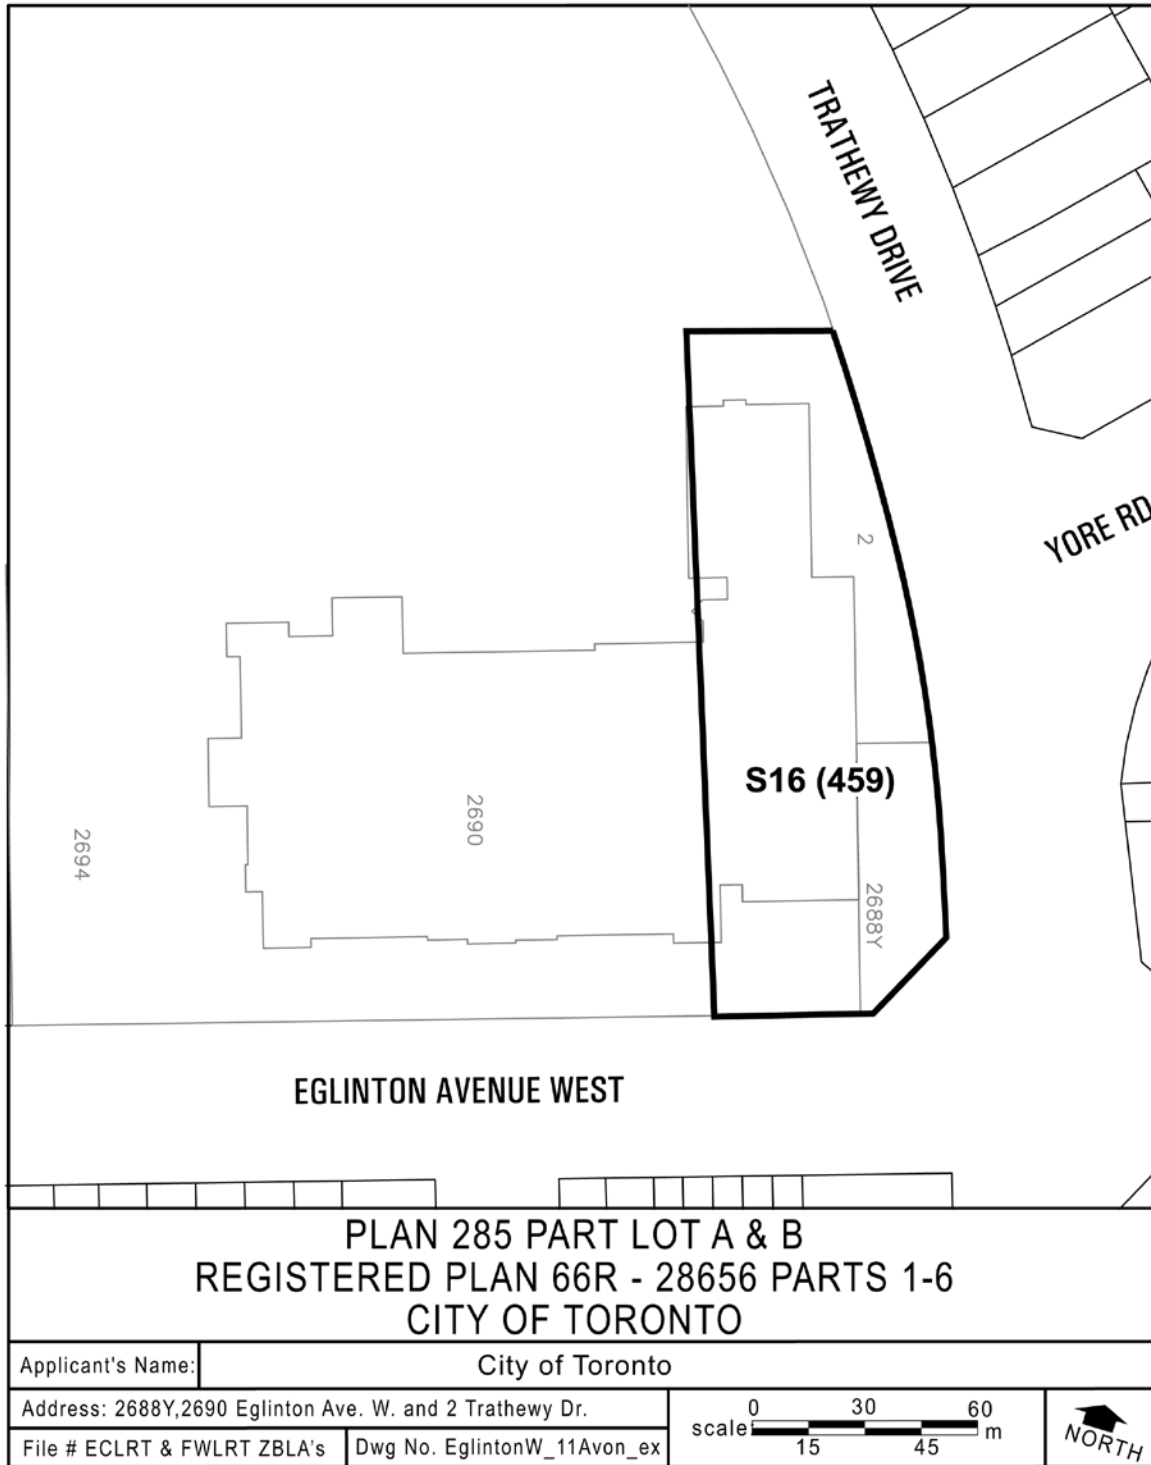 TRATHEWY DRIVE
YORE RD
2
S16 (459)
2694
2690
2688Y
EGLINTON AVENUE WEST
PLAN 285 PART LOT A & B
REGISTERED PLAN 66R - 28656 PARTS 1-6
CITY OF TORONTO
Applicant's Name:
City of Toronto
Address: 2688Y,2690 Eglinton Ave. W. and 2 Trathewy Dr.
File # ECLRT & FWLRT ZBLA's
Dwg No. EglintonW_11Avon_ex
0 30 60
scale m
15 45
NORTH